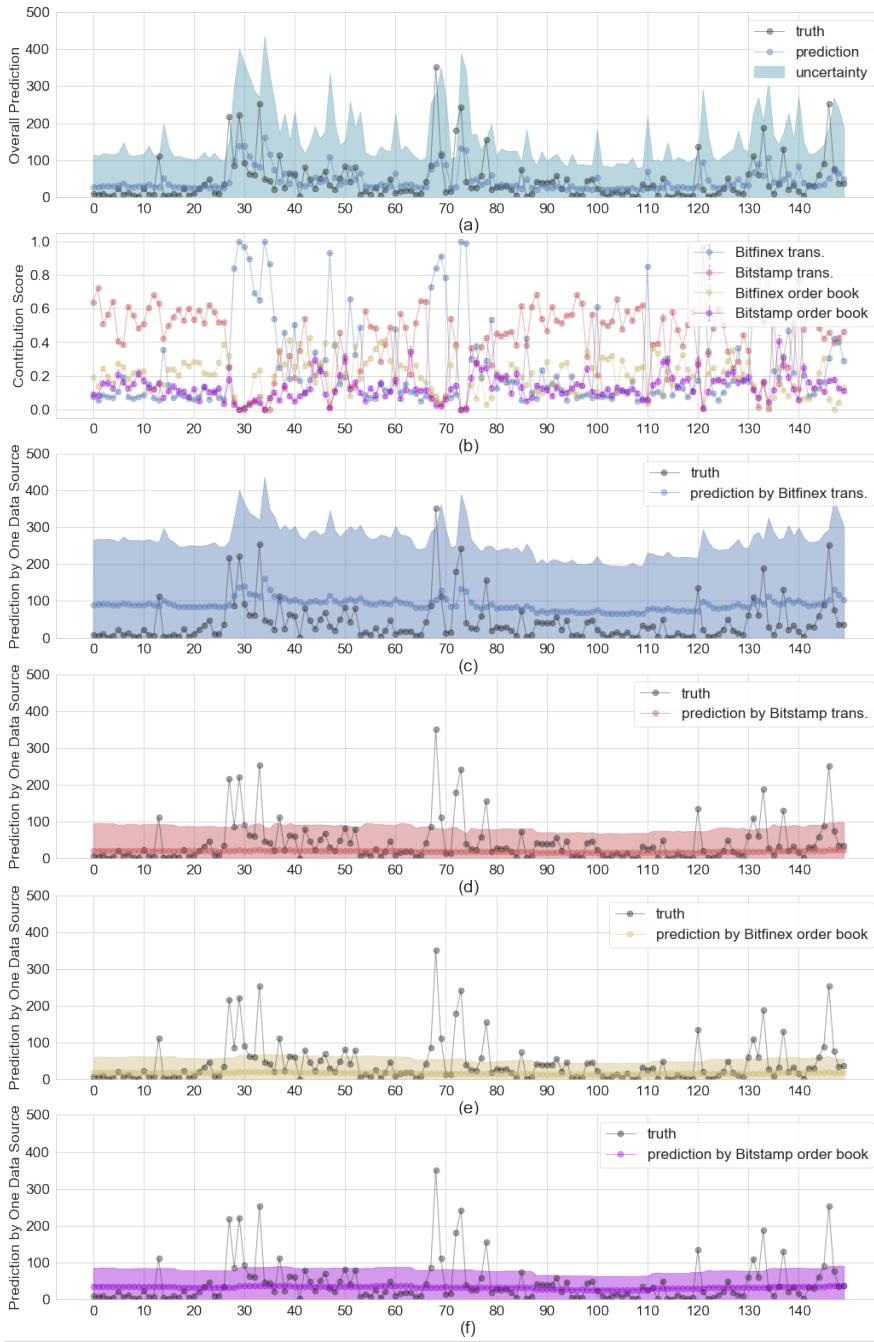 500
400
300
200
100
0
Overall Prediction
truth
prediction
uncertainty
0 10 20 30 40 50 60 70 80 90 100 110 120 130 140
(a)
1.0
0.8
0.6
0.4
0.2
0.0
Contribution Score
Bitfinex trans.
Bitstamp trans.
Bitfinex order book
Bitstamp order book
0 10 20 30 40 50 60 70 80 90 100 110 120 130 140
(b)
500
400
300
200
100
0
Prediction by One Data Source
truth
prediction by Bitfinex trans.
0 10 20 30 40 50 60 70 80 90 100 110 120 130 140
(c)
500
400
300
200
100
0
Prediction by One Data Source
truth
prediction by Bitstamp trans.
0 10 20 30 40 50 60 70 80 90 100 110 120 130 140
(d)
500
400
300
200
100
0
Prediction by One Data Source
truth
prediction by Bitfinex order book
0 10 20 30 40 50 60 70 80 90 100 110 120 130 140
(e)
500
400
300
200
100
0
Prediction by One Data Source
truth
prediction by Bitstamp order book
0 10 20 30 40 50 60 70 80 90 100 110 120 130 140
(f)